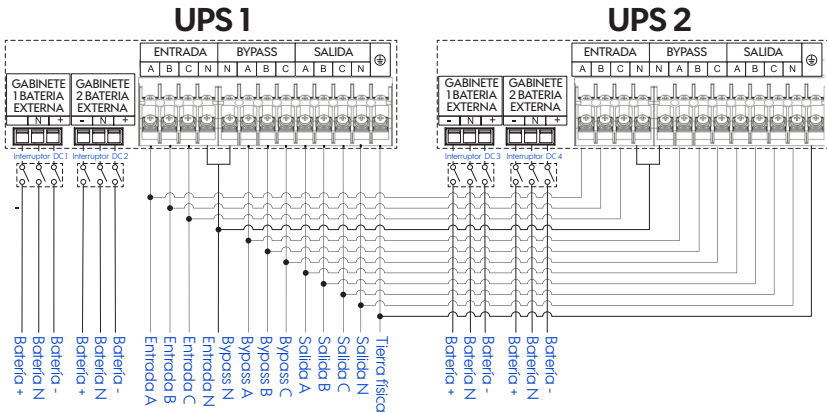 UPS 1
UPS 2
ENTRADA BYPASS SALIDA
A B C N N A B C A B C N
GABINETE
1 BATERIA
EXTERNA
- N +
GABINETE
2 BATERIA
EXTERNA
- N +
Interruptor DC1
Interruptor DC2
-
ENTRADA BYPASS SALIDA
A B C N N A B C A B C N
GABINETE
1 BATERIA
EXTERNA
- N +
GABINETE
2 BATERIA
EXTERNA
- N +
Interruptor DC3
Interruptor DC4
Batería +
Batería N
Batería -
Batería +
Batería N
Batería -
Entrada A
Entrada B
Entrada C
Entrada N
Bypass N
Bypass A
Bypass B
Bypass C
Salida A
Salida B
Salida C
Salida N
Tierra física
Batería +
Batería N
Batería -
Batería +
Batería N
Batería -